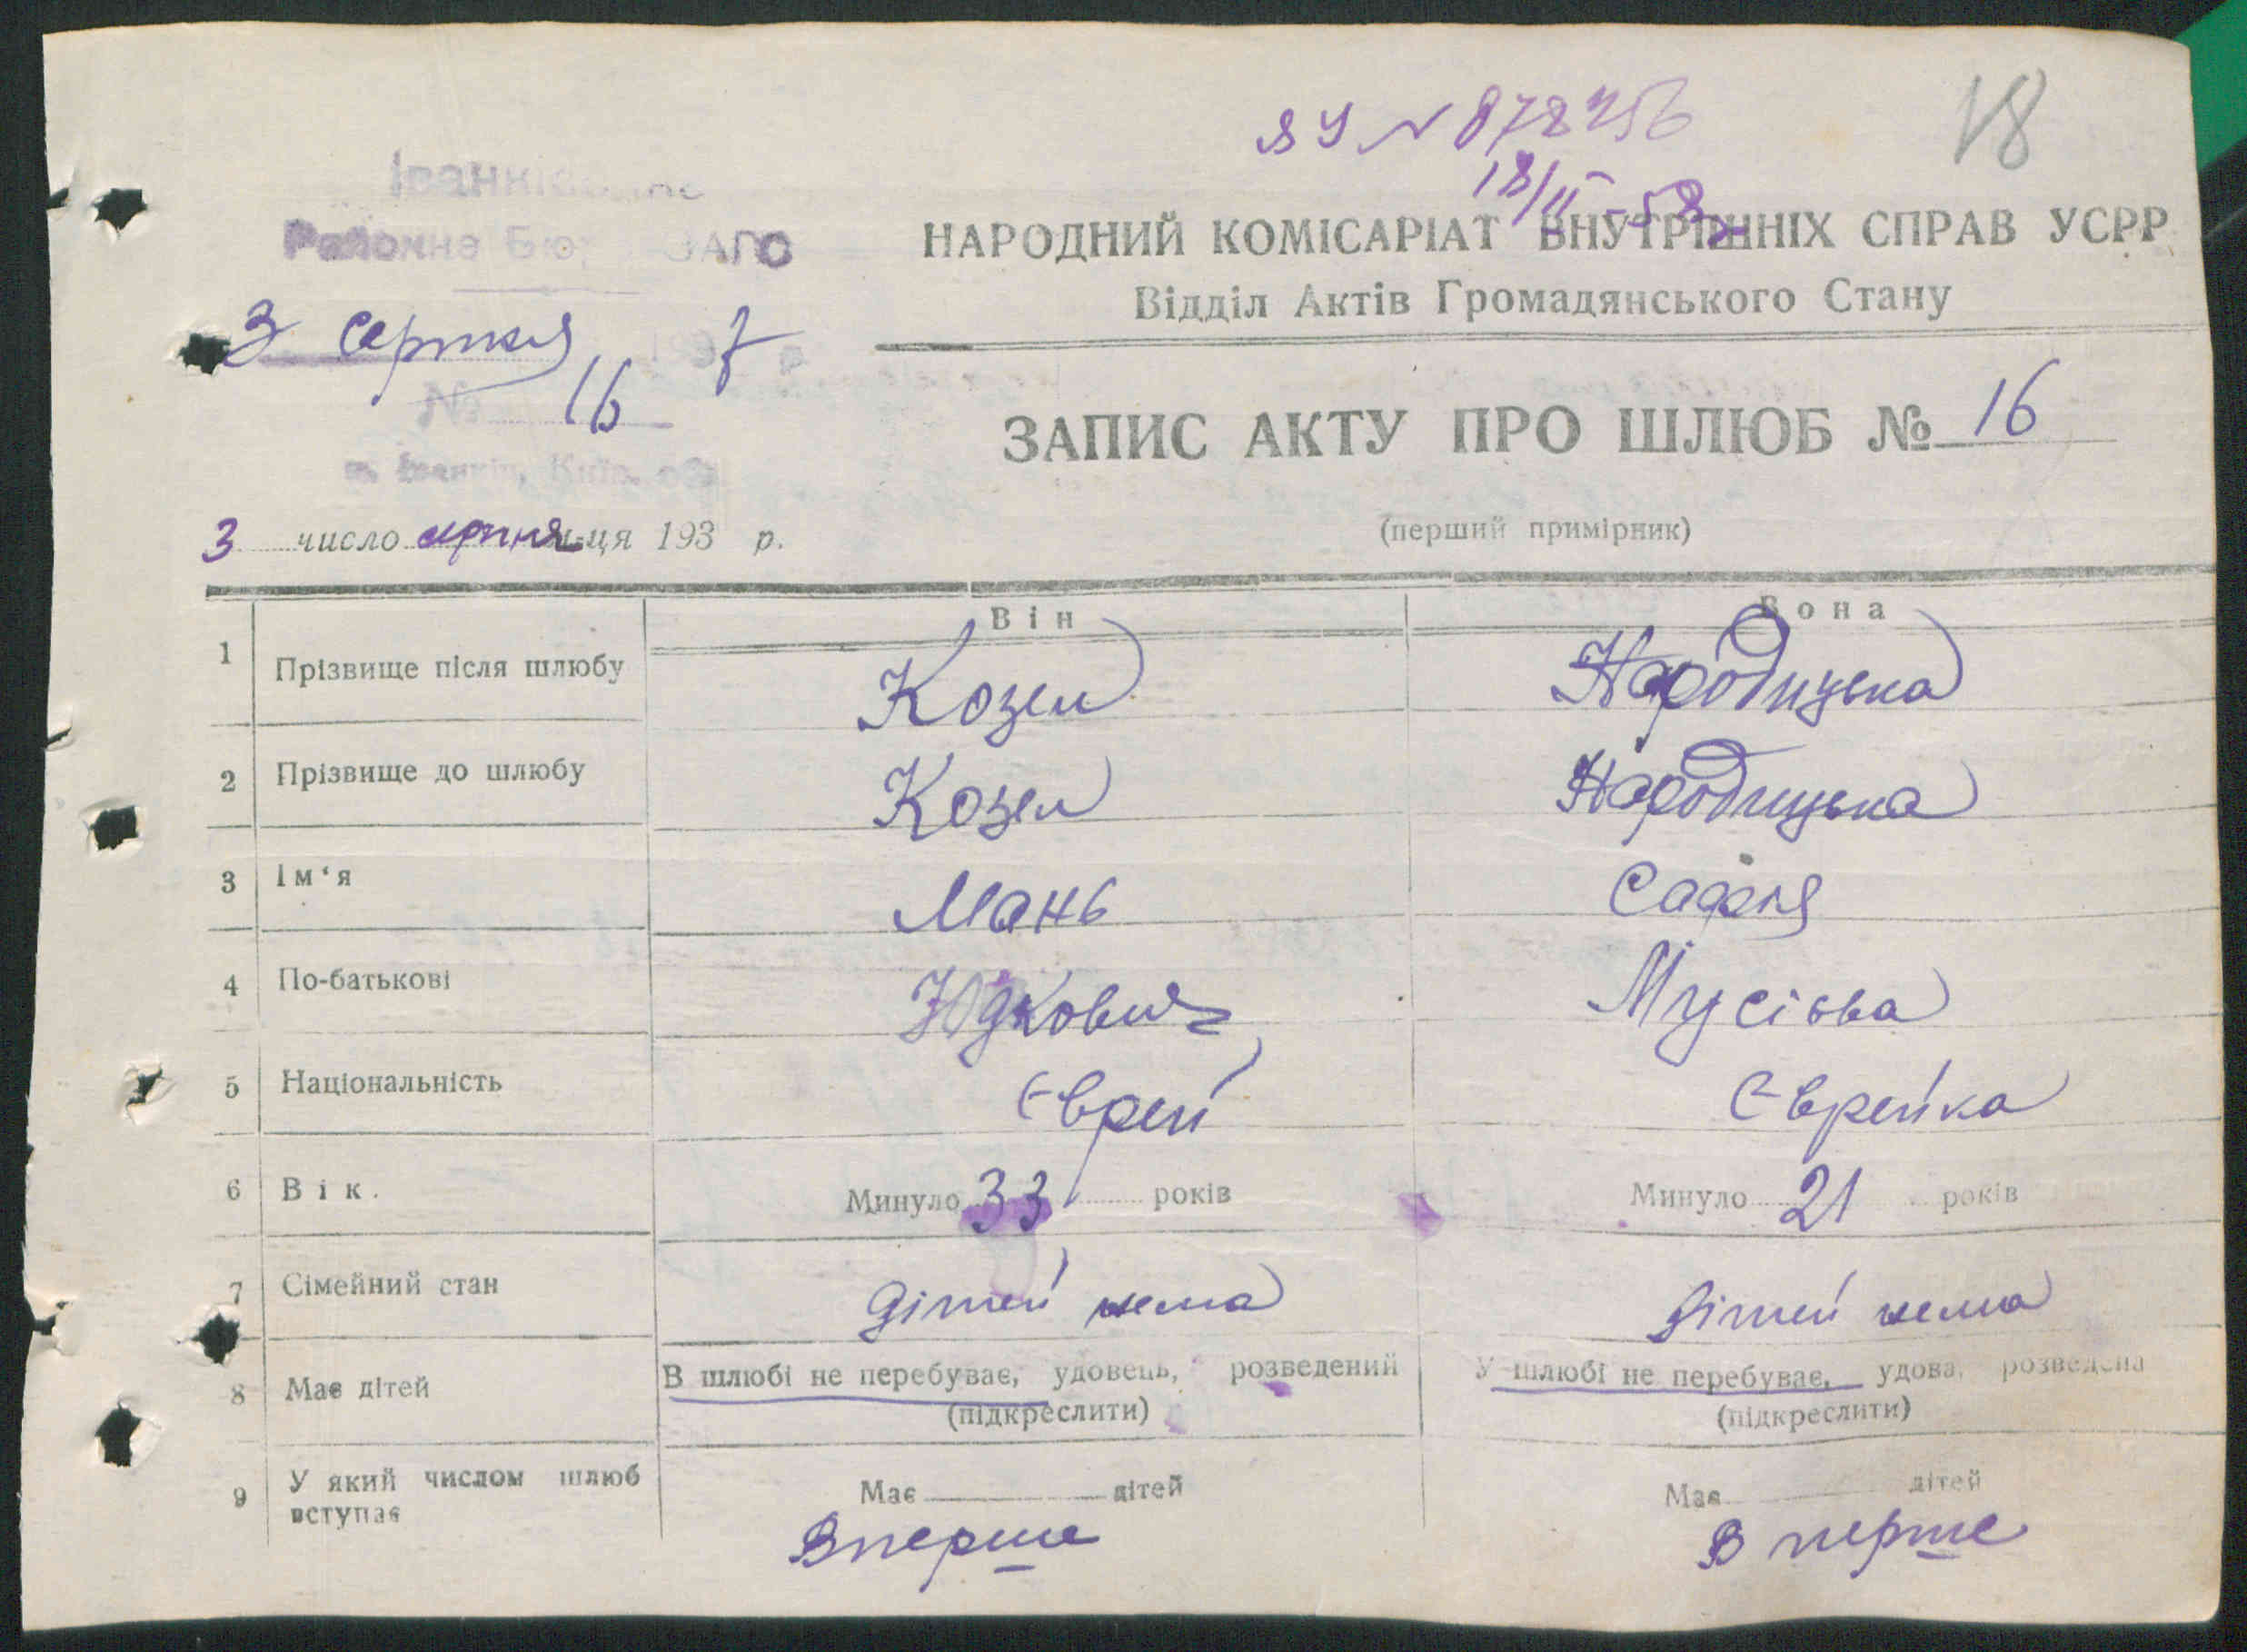 ЯЧ N 878456
18
18/II-58
Районне Бюро ЗАГС
НАРОДНИЙ КОМІСАРІАТ ВНУТРІШНІХ СПРАВ УСРР
Відділ Актів Громадянського Стану
3 серпня 1937 р
№ 16
ЗАПИС АКТУ ПРО ШЛЮБ № 16
м. Іванків, Київ. обл
(перший примірник)
3 число серпня м-ця 193 р.
Він Вона
1 Прізвище після шлюбу Козел Народицька
2 Прізвище до шлюбу Козел Народицька
3 Ім‘я Мань Софія
4 По-батькові Юдкович Мусієва
5 Національність Єврей Єврейка
6 Вік. Минуло 33 років Минуло 21 років
7 Сімейний стан дітей нема дітей нема
8 Має дітей В шлюбі не перебуває, удовець, розведений У шлюбі не перебуває, удова, розведена
(підкреслити) (підкреслити)
9 У який числом шлюб вступає Має дітей Має дітей
Вперше В перше